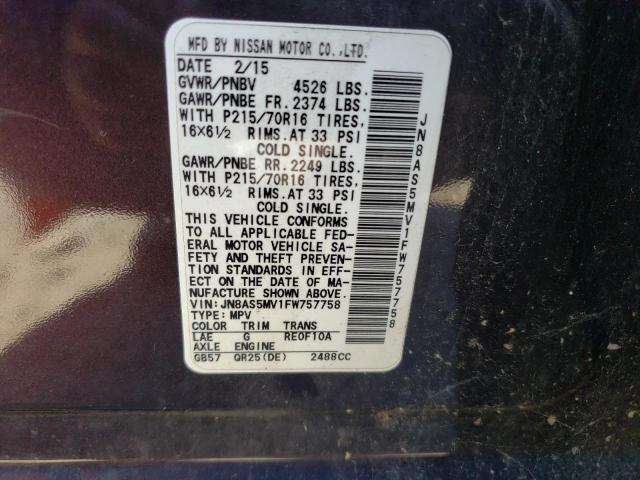 MFD BY NISSAN MOTOR CO.,LTD.
DATE 2/15
GVWR/PNBV 4526 LBS.
GAWR/PNBE FR. 2374 LBS.
WITH P215/70R16 TIRES,
16X6½ RIMS.AT 33 PSI
COLD SINGLE.
GAWR/PNBE RR. 2249 LBS.
WITH P215/70R16 TIRES,
16X6½ RIMS.AT 33 PSI
COLD SINGLE.
THIS VEHICLE CONFORMS
TO ALL APPLICABLE FED-
ERAL MOTOR VEHICLE SA-
FETY AND THEFT PREVEN-
TION STANDARDS IN EFF-
ECT ON THE DATE OF MA-
NUFACTURE SHOWN ABOVE.
VIN: JN8AS5MV1FW757758
TYPE: MPV
COLOR TRIM TRANS
LAE G RE0F10A
AXLE ENGINE
GB57 QR25(DE) 2488CC
JN8AS5MV1FW757758